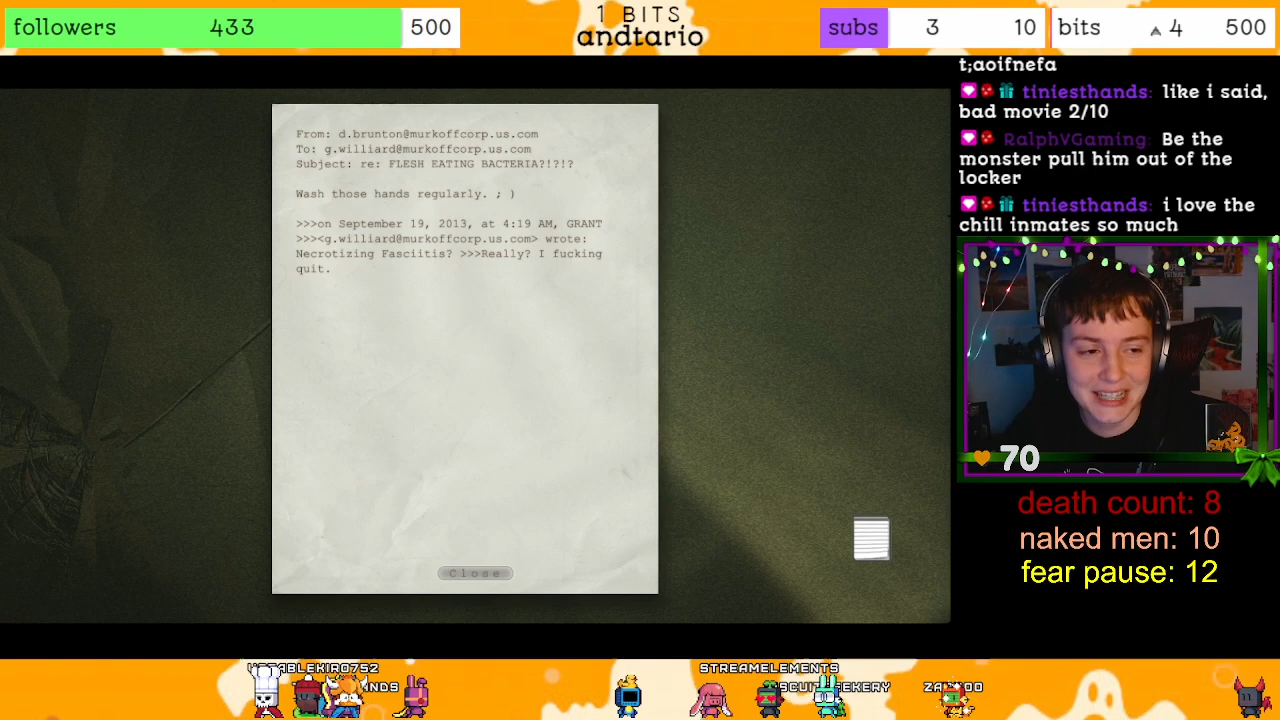 followers 433 500
1 BITS
andtario
subs 3 10
bits 4 500
t;aoifnefa
tiniesthands: like i said,
bad movie 2/10
RalphVGaming: Be the
monster pull him out of the
locker
tiniesthands: i love the
chill inmates so much
From: d.brunton@murkoffcorp.us.com
To: g.williard@murkoffcorp.us.com
Subject: re: FLESH EATING BACTERIA?!?!?
Wash those hands regularly. ; )
>>>on September 19, 2013, at 4:19 AM, GRANT
>>><g.williard@murkoffcorp.us.com> wrote:
Necrotizing Fasciitis? >>>Really? I fucking
quit.
Close
70
death count: 8
naked men: 10
fear pause: 12
STREAMELEMENTS